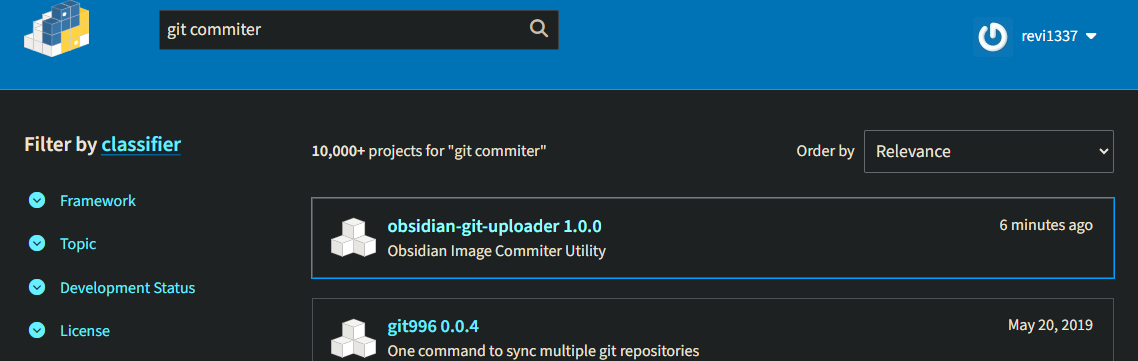 git commiter
revi1337
Filter by classifier
10,000+ projects for "git commiter"
Order by
Relevance
Framework
Topic
Development Status
License
obsidian-git-uploader 1.0.0
6 minutes ago
Obsidian Image Commiter Utility
git996 0.0.4
May 20, 2019
One command to sync multiple git repositories